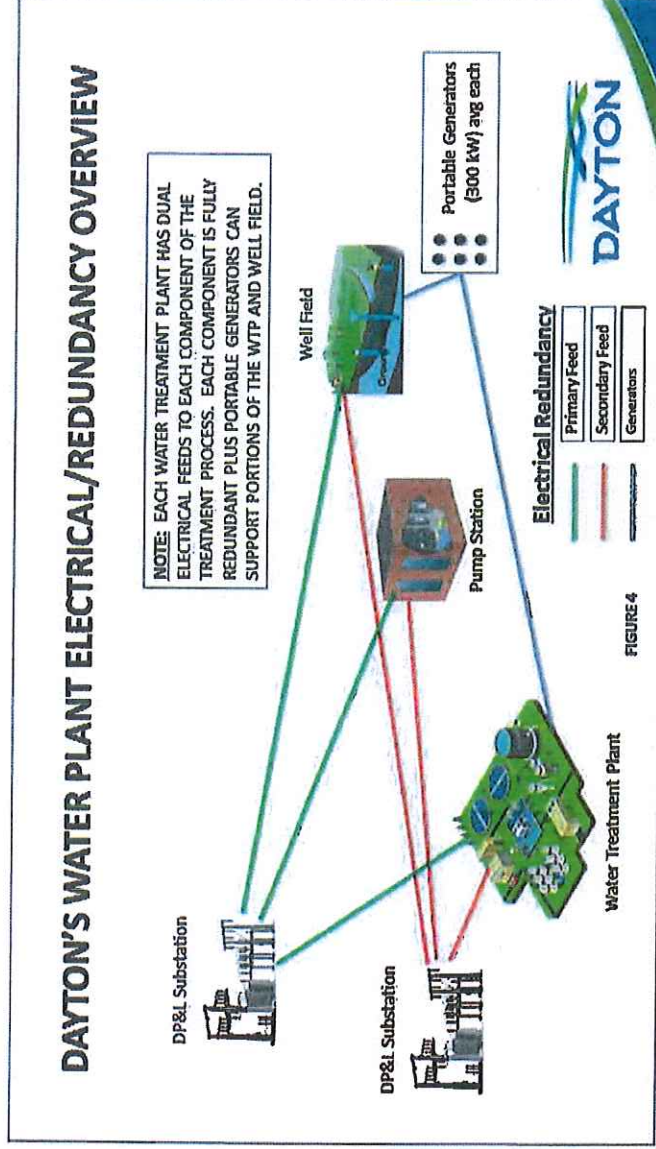 DAYTON'S WATER PLANT ELECTRICAL/REDUNDANCY OVERVIEW
NOTE: EACH WATER TREATMENT PLANT HAS DUAL
ELECTRICAL FEEDS TO EACH COMPONENT OF THE
TREATMENT PROCESS. EACH COMPONENT IS FULLY
REDUNDANT PLUS PORTABLE GENERATORS CAN
SUPPORT PORTIONS OF THE WTP AND WELL FIELD.
DP&L Substation
Well Field
Pump Station
Portable Generators
(300 kW) avg each
DP&L Substation
Water Treatment Plant
Electrical Redundancy
Primary Feed
Secondary Feed
Generators
FIGURE 4
DAYTON